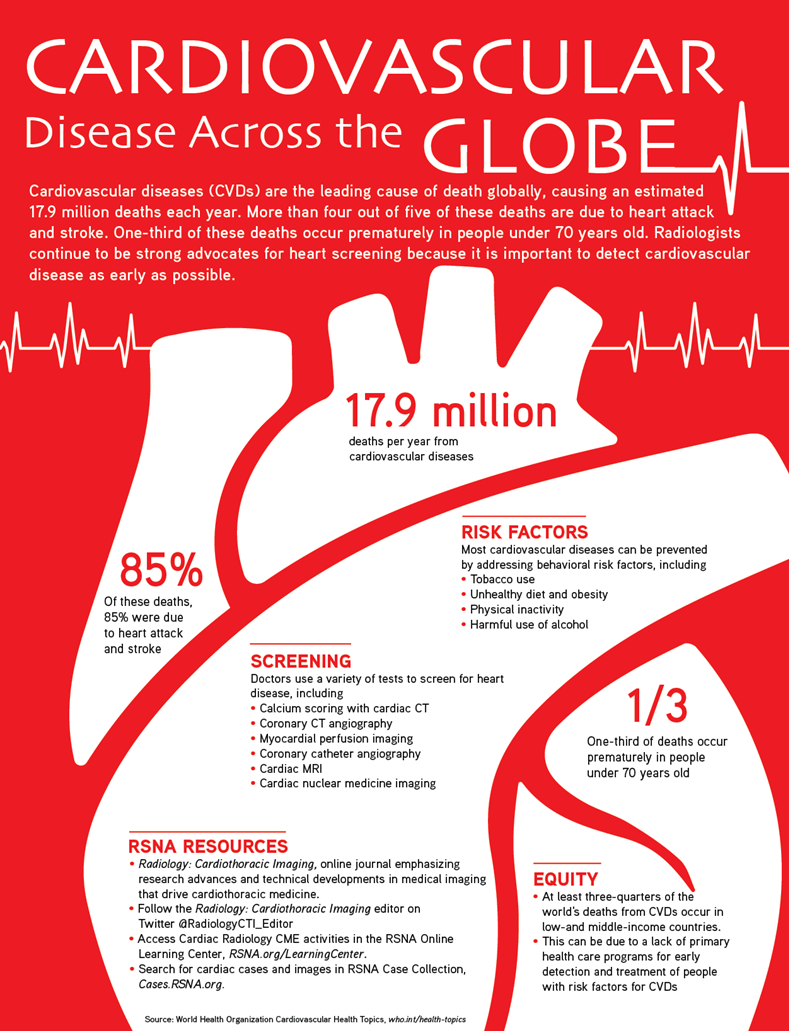 CARDIOVASCULAR
Disease Across the GLOBE
Cardiovascular diseases (CVDs) are the leading cause of death globally, causing an estimated
17.9 million deaths each year. More than four out of five of these deaths are due to heart attack
and stroke. One-third of these deaths occur prematurely in people under 70 years old. Radiologists
continue to be strong advocates for heart screening because it is important to detect cardiovascular
disease as early as possible.
17.9 million
deaths per year from
cardiovascular diseases
85%
Of these deaths,
85% were due
to heart attack
and stroke
RISK FACTORS
Most cardiovascular diseases can be prevented
by addressing behavioral risk factors, including
• Tobacco use
• Unhealthy diet and obesity
• Physical inactivity
• Harmful use of alcohol
SCREENING
Doctors use a variety of tests to screen for heart
disease, including
• Calcium scoring with cardiac CT
• Coronary CT angiography
• Myocardial perfusion imaging
• Coronary catheter angiography
• Cardiac MRI
• Cardiac nuclear medicine imaging
1/3
One-third of deaths occur
prematurely in people
under 70 years old
RSNA RESOURCES
• Radiology: Cardiothoracic Imaging, online journal emphasizing
research advances and technical developments in medical imaging
that drive cardiothoracic medicine.
• Follow the Radiology: Cardiothoracic Imaging editor on
Twitter @RadiologyCTI_Editor
• Access Cardiac Radiology CME activities in the RSNA Online
Learning Center, RSNA.org/LearningCenter.
• Search for cardiac cases and images in RSNA Case Collection,
Cases.RSNA.org.
EQUITY
• At least three-quarters of the
world's deaths from CVDs occur in
low-and middle-income countries.
• This can be due to a lack of primary
health care programs for early
detection and treatment of people
with risk factors for CVDs
Source: World Health Organization Cardiovascular Health Topics, who.int/health-topics